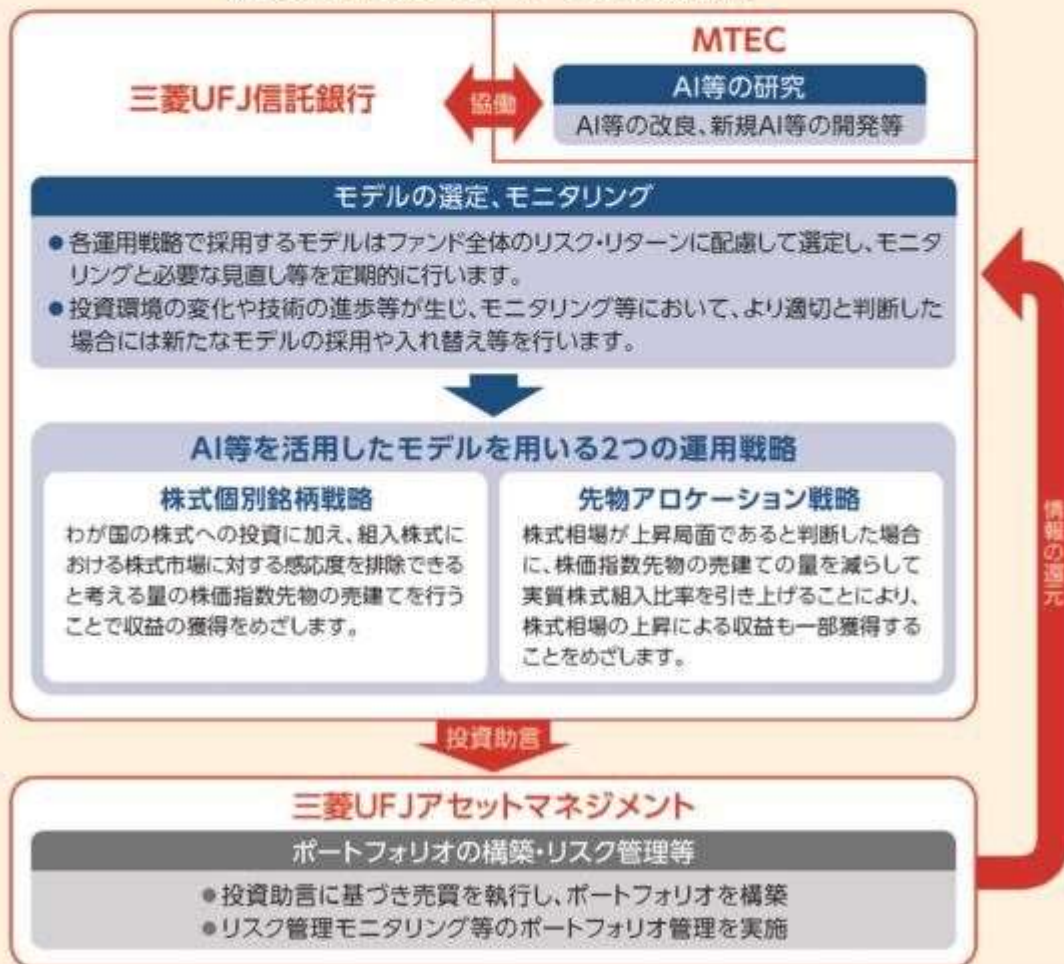 MTEC
三菱UFJ信託銀行
協働
AI等の研究
AI等の改良、新規AI等の開発等
モデルの選定、モニタリング
●各運用戦略で採用するモデルはファンド全体のリスク・リターンに配慮して選定し、モニタ
リングと必要な見直し等を定期的に行います。
●投資環境の変化や技術の進歩等が生じ、モニタリング等において、より適切と判断した
場合には新たなモデルの採用や入れ替え等を行います。
AI等を活用したモデルを用いる2つの運用戦略
株式個別銘柄戦略
わが国の株式への投資に加え、組入株式に
おける株式市場に対する感応度を排除できる
と考える量の株価指数先物の売建てを行う
ことで収益の獲得をめざします。
先物アロケーション戦略
株式相場が上昇局面であると判断した場合
に、株価指数先物の売建ての量を減らして
実質株式組入比率を引き上げることにより、
株式相場の上昇による収益も一部獲得する
ことをめざします。
情報の還元
投資助言
三菱UFJアセットマネジメント
ポートフォリオの構築・リスク管理等
●投資助言に基づき売買を執行し、ポートフォリオを構築
●リスク管理モニタリング等のポートフォリオ管理を実施